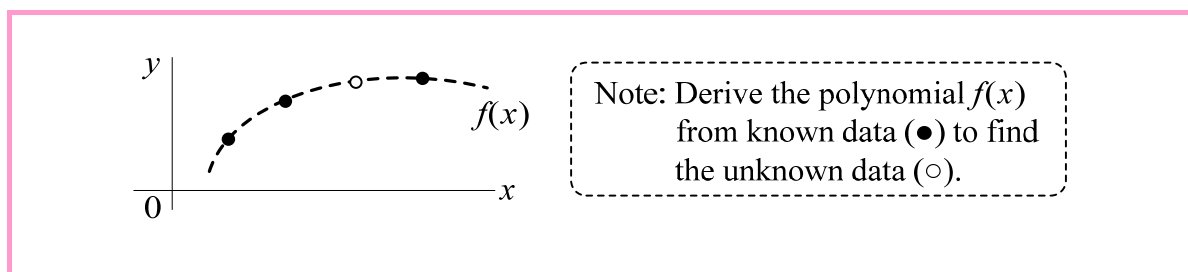 y
f(x)
x
0
Note: Derive the polynomial f(x)
from known data (●) to find
the unknown data (○).